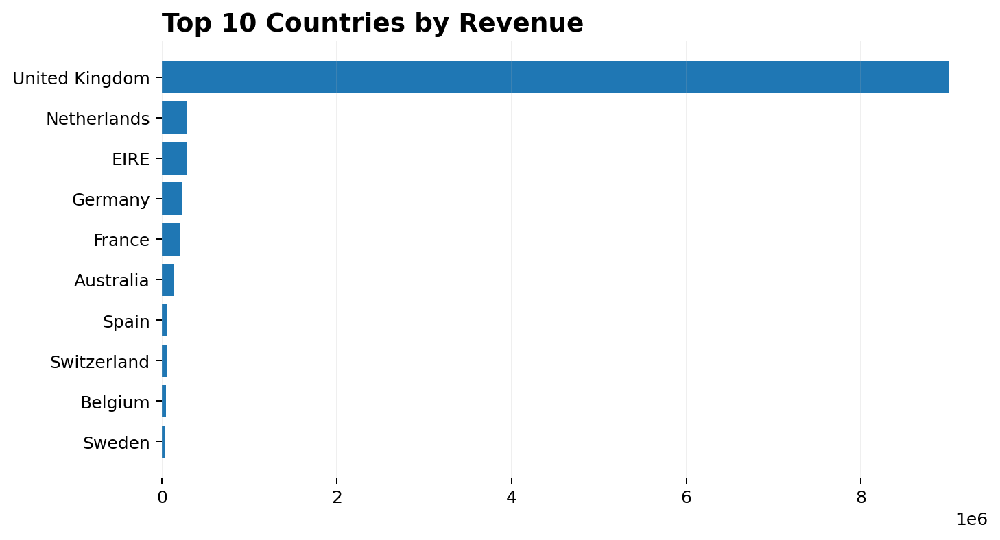 Top 10 Countries by Revenue
United Kingdom
Netherlands
EIRE
Germany
France
Australia
Spain
Switzerland
Belgium
Sweden
0 2 4 6 8
1e6